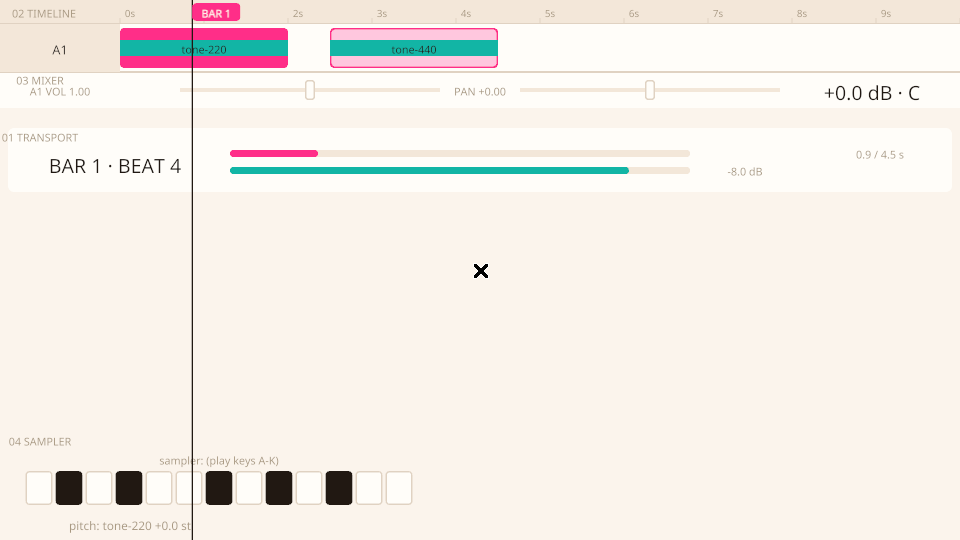 02 TIMELINE 0s BAR 1 2s 3s 4s 5s 6s 7s 8s 9s
A1 tone-220 tone-440
03 MIXER
A1 VOL 1.00 PAN +0.00 +0.0 dB · C
01 TRANSPORT
BAR 1 · BEAT 4 0.9 / 4.5 s
-8.0 dB
04 SAMPLER
sampler: (play keys A-K)
pitch: tone-220 +0.0 st